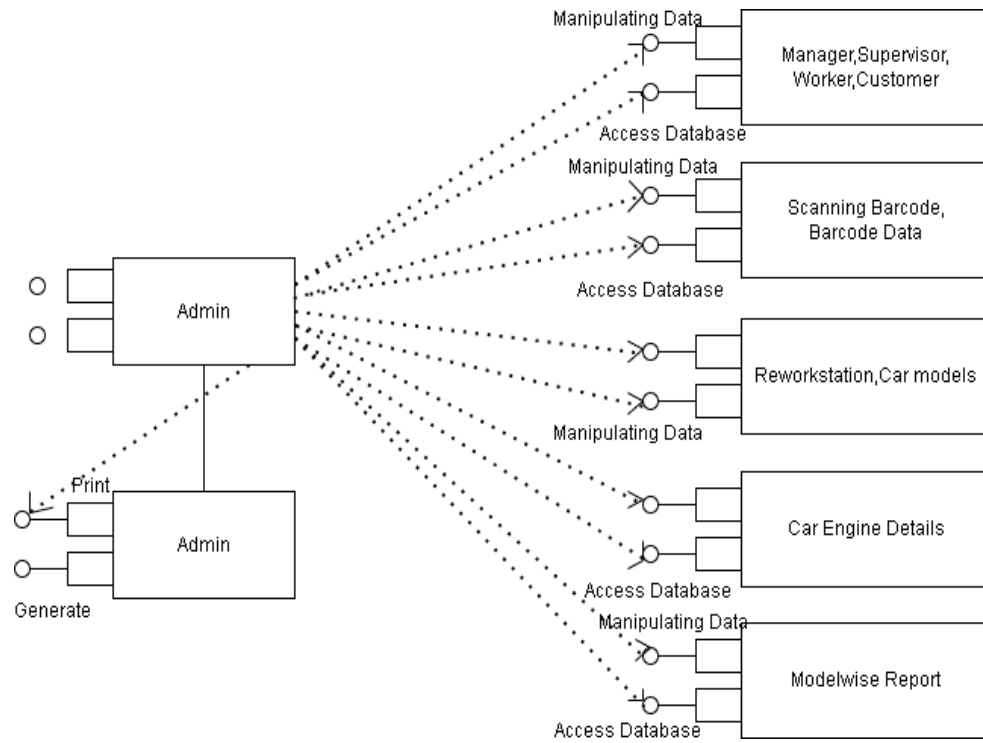 Manipulating Data
Manager,Supervisor,
Worker,Customer
Access Database
Manipulating Data
Scanning Barcode,
Barcode Data
Access Database
Admin
Reworkstation,Car models
Manipulating Data
Print
Admin
Generate
Car Engine Details
Access Database
Manipulating Data
Modelwise Report
Access Database